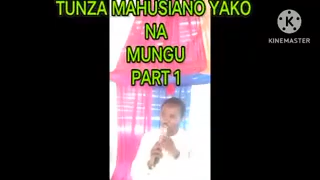 TUNZA MAHUSIANO YAKO
NA
MUNGU
PART 1
KINEMASTER